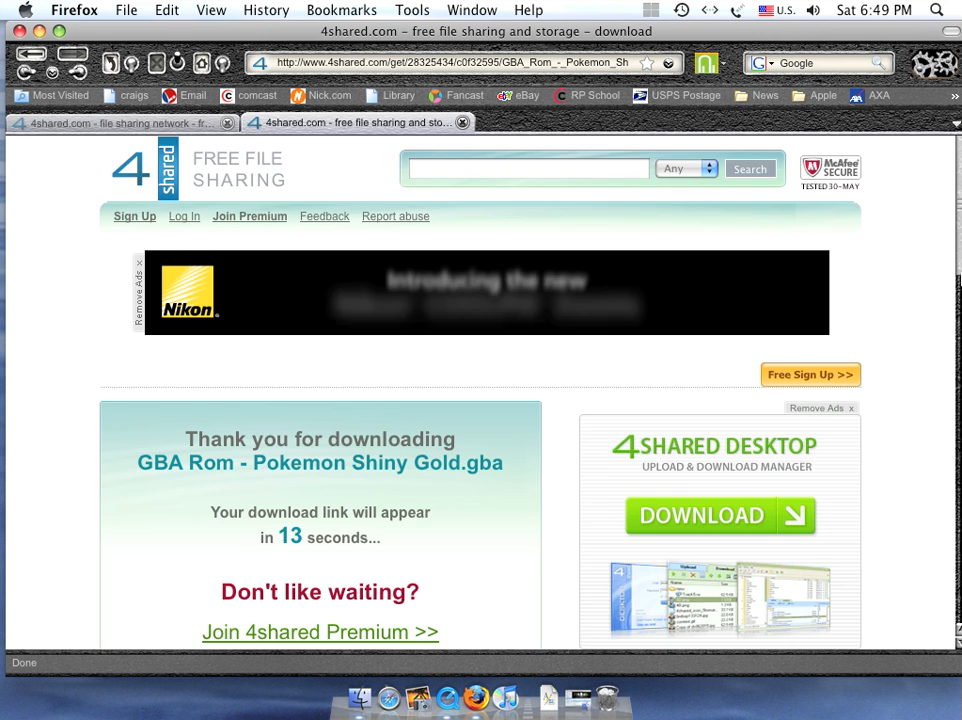 Firefox File Edit View History Bookmarks Tools Window Help U.S. Sat 6:49 PM
4shared.com – free file sharing and storage – download
http://www.4shared.com/get/28325434/c0f32595/GBA_Rom_-_Pokemon_Sh
Google
Most Visited craigs Email comcast Nick.com Library Fancast eBay RP School USPS Postage News Apple AXA »
4shared.com - file sharing network - fr...
4shared.com - free file sharing and sto...
4 shared
FREE FILE
SHARING
Any
Search
McAfee
SECURE
TESTED 30-MAY
Sign Up Log In Join Premium Feedback Report abuse
Remove Ads x
Nikon
Introducing the new
Free Sign Up >>
Remove Ads x
Thank you for downloading
GBA Rom - Pokemon Shiny Gold.gba
Your download link will appear
in 13 seconds...
Don't like waiting?
Join 4shared Premium >>
4SHARED DESKTOP
UPLOAD & DOWNLOAD MANAGER
DOWNLOAD
Done